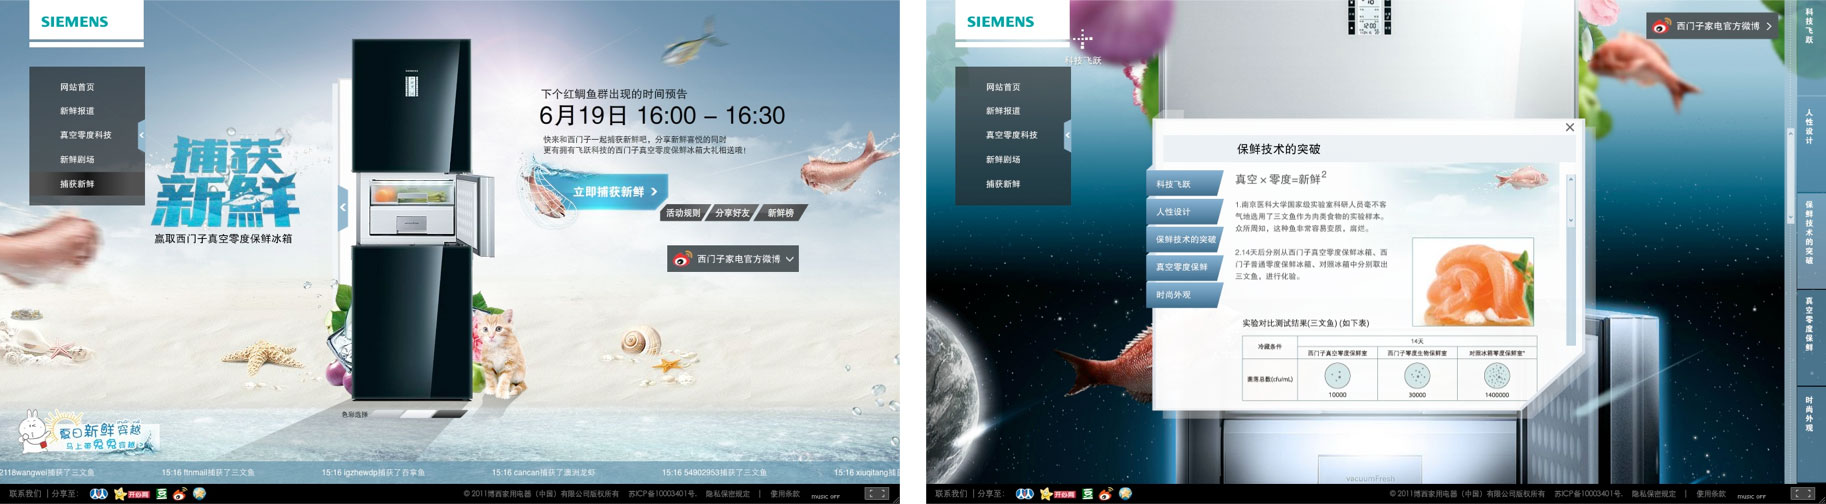 SIEMENS
网站首页
新鲜报道
真空零度科技
新鲜剧场
捕获新鲜
捕获
新鲜
赢取西门子真空零度保鲜冰箱
下个红鲷鱼群出现的时间预告
6月19日 16:00 – 16:30
快来和西门子一起捕获新鲜吧，分享新鲜喜悦的同时
更有拥有飞跃科技的西门子真空零度保鲜冰箱大礼相送哦！
立即捕获新鲜
活动规则 分享好友 新鲜榜
西门子家电官方微博
色彩选择
夏日新鲜穿越
马上带兔兔穿越
2118wangwei捕获了三文鱼
15:16 ftnmail捕获了三文鱼
15:16 lgzhewdp捕获了吞拿鱼
15:16 cancan捕获了澳洲龙虾
15:16 54902953捕获了三文鱼
15:16 xiuqitang捕
联系我们 | 分享至：
开心网
© 2011博西家用电器（中国）有限公司版权所有 苏ICP备10003401号. 隐私保密规定 | 使用条款
MUSIC OFF
SIEMENS
科技飞跃
网站首页
新鲜报道
真空零度科技
新鲜剧场
捕获新鲜
西门子家电官方微博
保鲜技术的突破
科技飞跃
人性设计
保鲜技术的突破
真空零度保鲜
时尚外观
真空 × 零度=新鲜2
1.南京医科大学国家级实验室科研人员毫不客
气地选用了三文鱼作为肉类食物的实验样本。
众所周知，这种鱼非常容易变质，腐烂。
2.14天后分别从西门子真空零度保鲜冰箱、西
门子普通零度保鲜冰箱、对照冰箱中分别取出
三文鱼，进行化验。
实验对比测试结果(三文鱼) (如下表)
冷藏条件
14天
西门子真空零度保鲜室
西门子零度生物保鲜室
对照冰箱零度保鲜室*
菌落总数(cfu/mL)
10000
30000
1400000
vacuumFresh
科技飞跃
人性设计
保鲜技术的突破
真空零度保鲜
时尚外观
联系我们 | 分享至：
开心网
© 2011博西家用电器（中国）有限公司版权所有 苏ICP备10003401号. 隐私保密规定 | 使用条款
MUSIC OFF